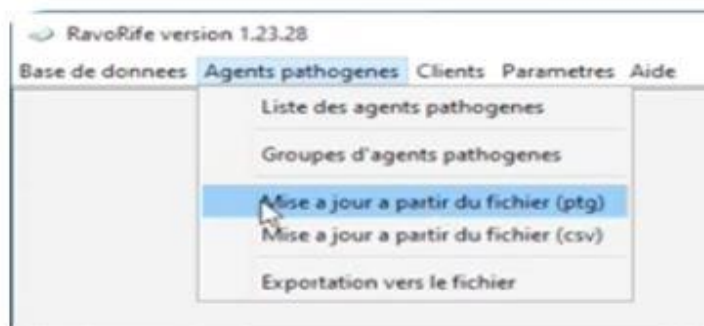 RavoRife version 1.23.28
Base de donnees Agents pathogenes Clients Parametres Aide
Liste des agents pathogenes
Groupes d'agents pathogenes
Mise a jour a partir du fichier (ptg)
Mise a jour a partir du fichier (csv)
Exportation vers le fichier